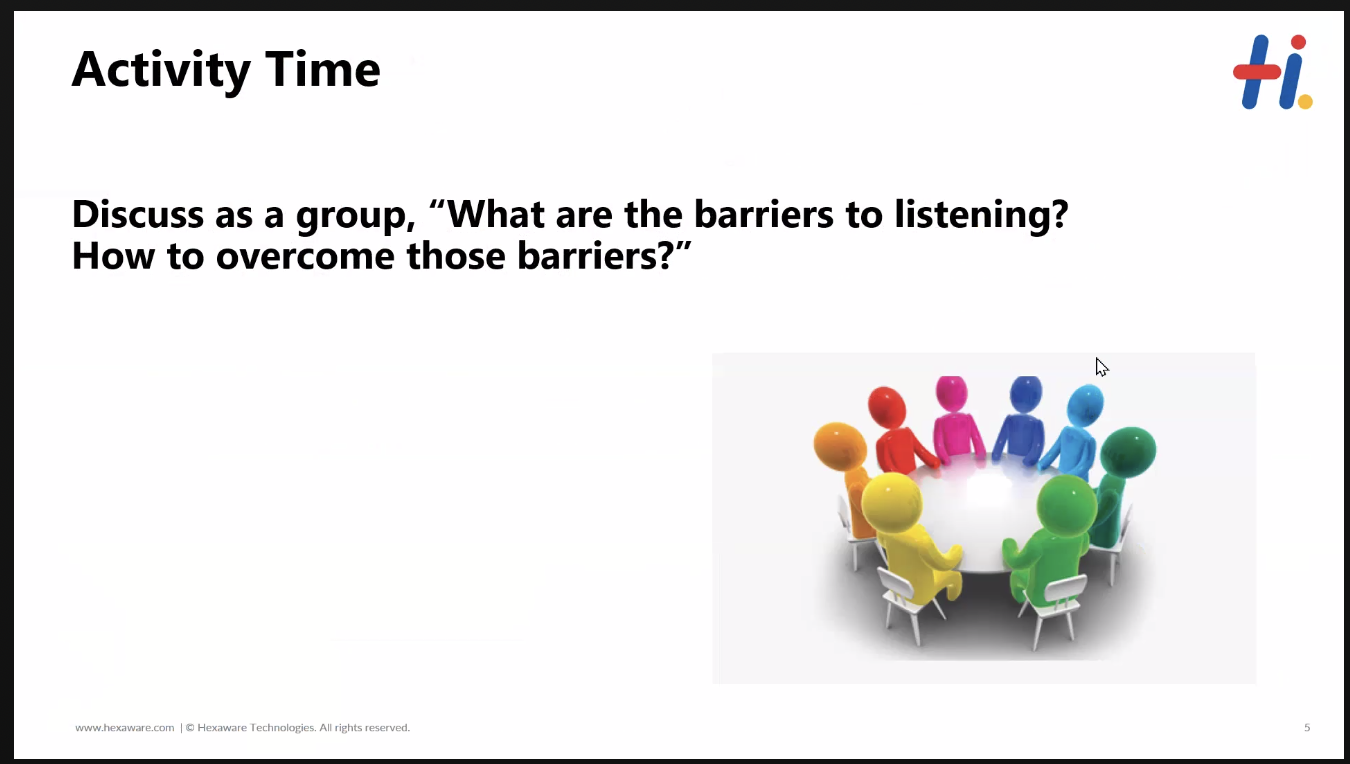 Activity Time
Hi.
Discuss as a group, “What are the barriers to listening?
How to overcome those barriers?”
www.hexaware.com | © Hexaware Technologies. All rights reserved.
5